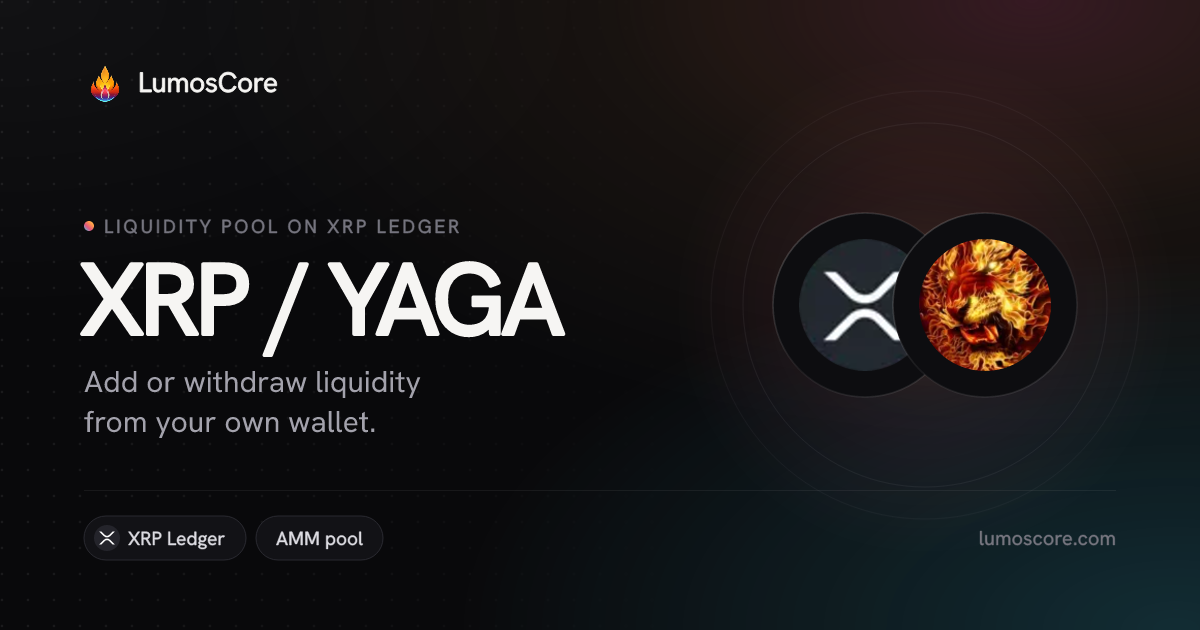 LumosCore
LIQUIDITY POOL ON XRP LEDGER
XRP / YAGA
Add or withdraw liquidity
from your own wallet.
XRP Ledger
AMM pool
lumoscore.com